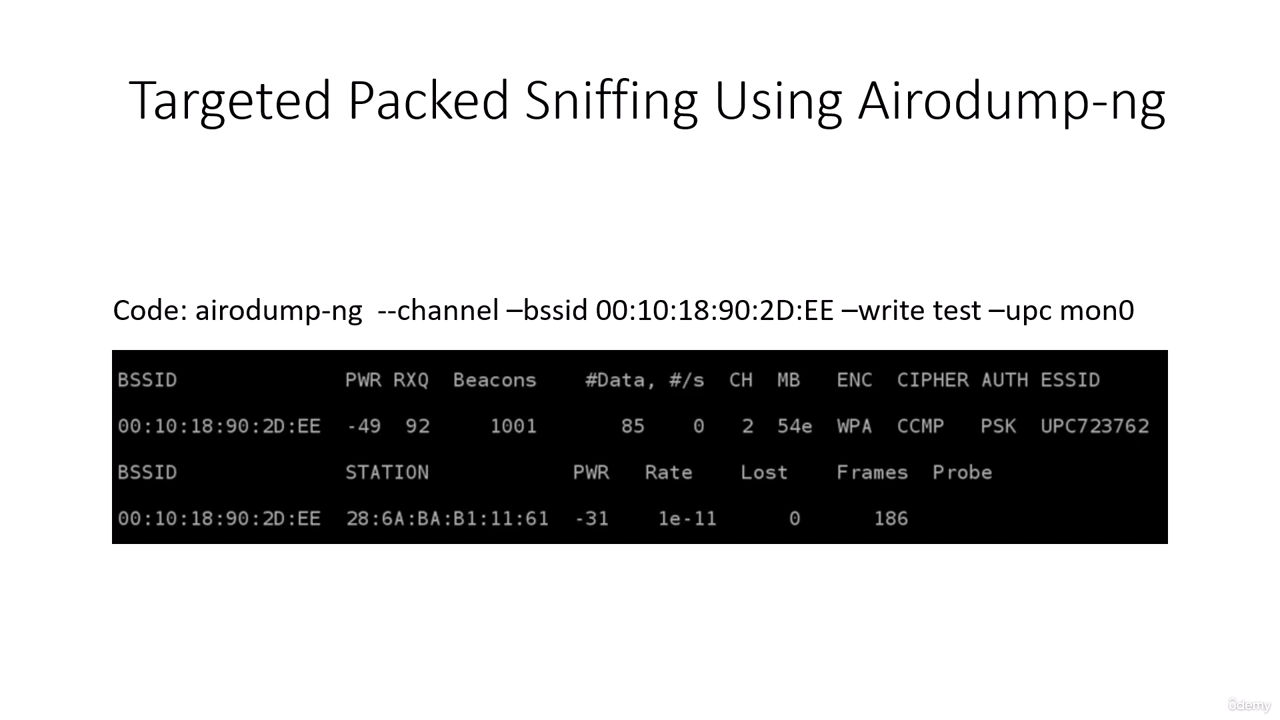 Targeted Packed Sniffing Using Airodump-ng
Code: airodump-ng --channel –bssid 00:10:18:90:2D:EE –write test –upc mon0
BSSID PWR RXQ Beacons #Data, #/s CH MB ENC CIPHER AUTH ESSID
00:10:18:90:2D:EE -49 92 1001 85 0 2 54e WPA CCMP PSK UPC723762
BSSID STATION PWR Rate Lost Frames Probe
00:10:18:90:2D:EE 28:6A:BA:B1:11:61 -31 1e-11 0 186
ûdemy